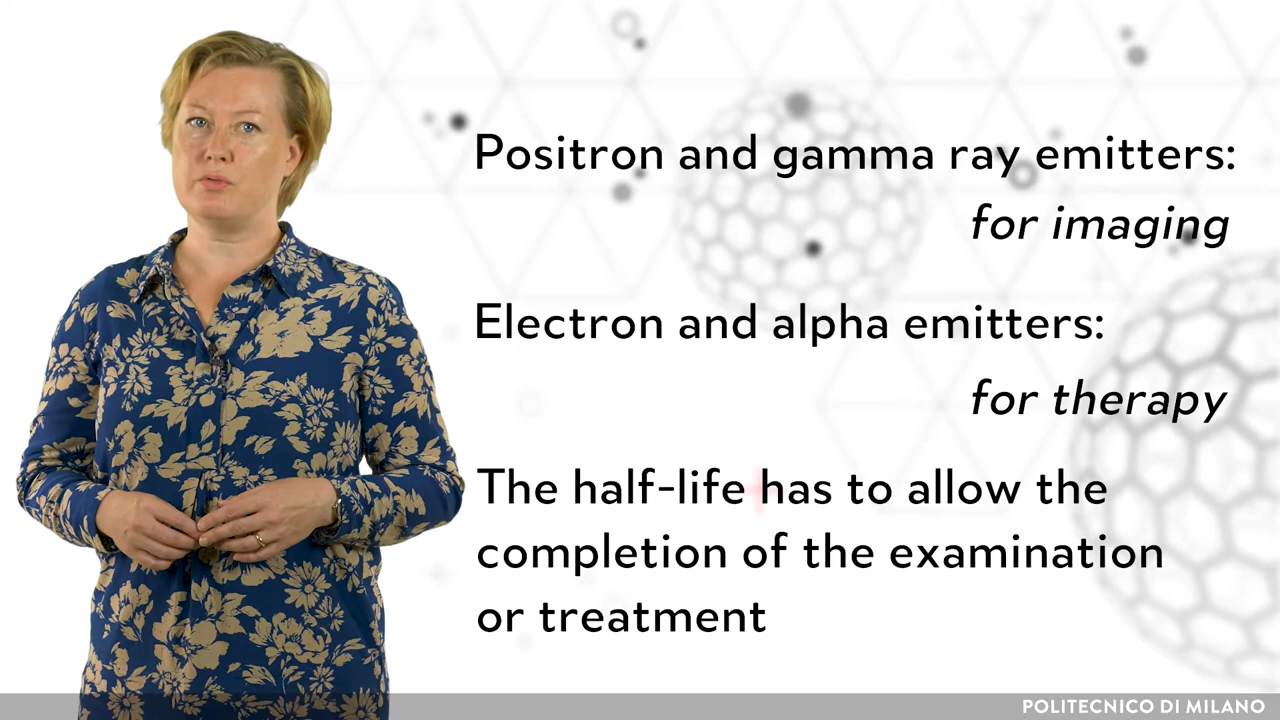 Positron and gamma ray emitters:
for imaging
Electron and alpha emitters:
for therapy
The half-life has to allow the
completion of the examination
or treatment
POLITECNICO DI MILANO